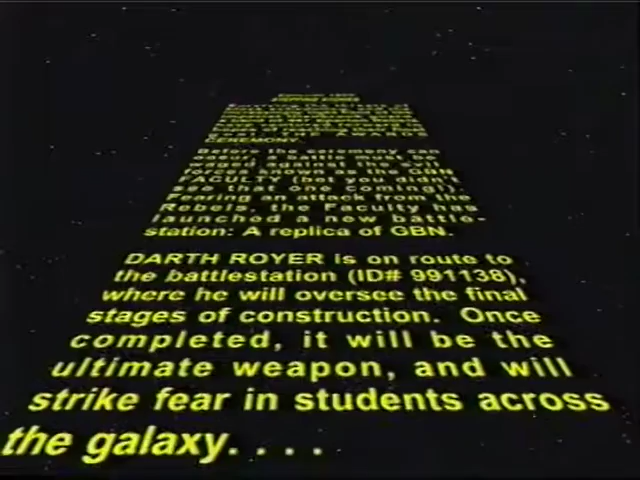 CEREMONY.
Before the ceremony can
occur, a battle must be
waged against the
forces known as the GBN
FACULTY (bet you didn't
see that one coming!).
Fearing an attack from the
Rebels, the Faculty has
launched a new battle-
station: A replica of GBN.
DARTH ROYER is on route to
the battlestation (ID# 991138),
where he will oversee the final
stages of construction. Once
completed, it will be the
ultimate weapon, and will
strike fear in students across
the galaxy. . . .